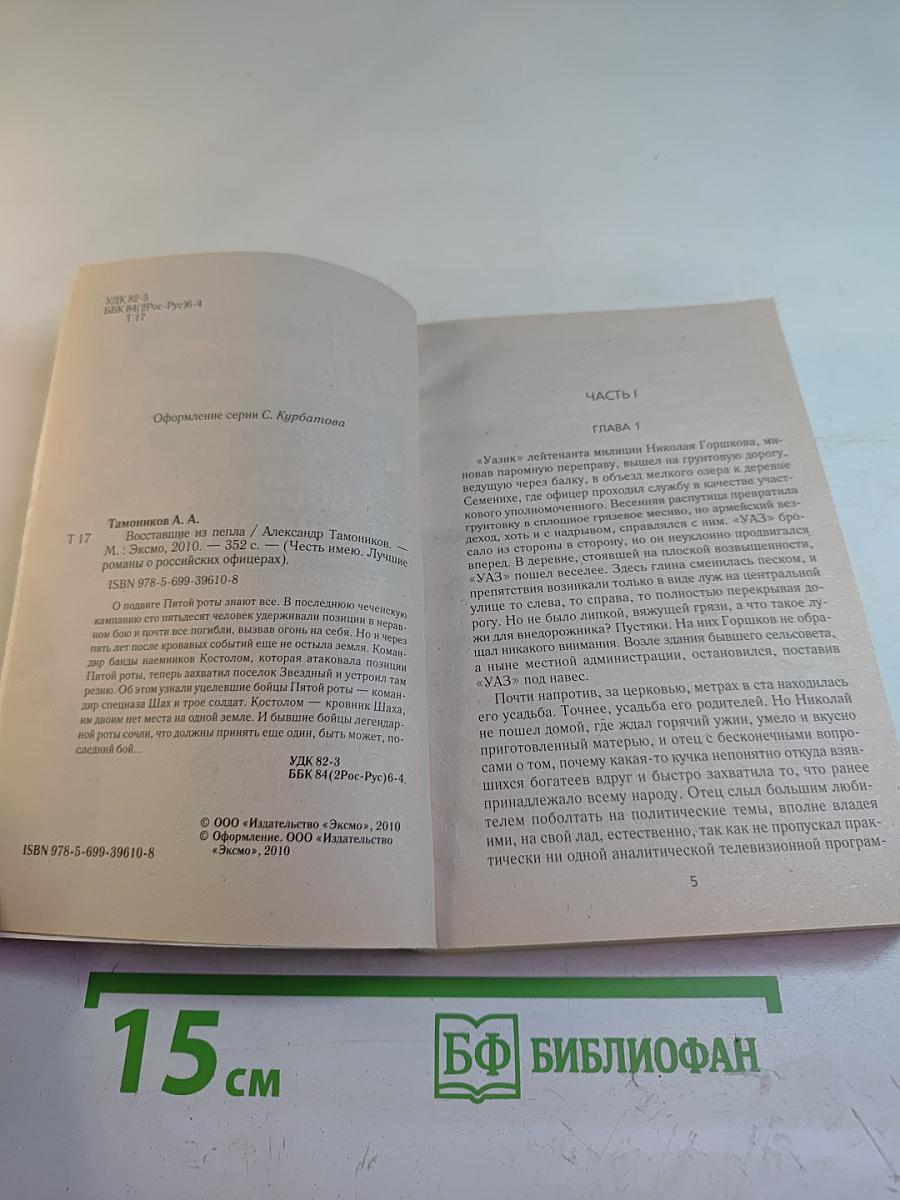 УДК 82-3
ББК 84(2Рос-Рус)6-4
Т 17
Оформление серии С. Курбатова
Тамоников А. А.
Т 17 Восставшие из пепла / Александр Тамоников. —
М. : Эксмо, 2010. — 352 с. — (Честь имею. Лучшие
романы о российских офицерах).
ISBN 978-5-699-39610-8
О подвиге Пятой роты знают все. В последнюю чеченскую
кампанию сто пятьдесят человек удерживали позиции в нерав-
ном бою и почти все погибли, вызвав огонь на себя. Но и через
пять лет после кровавых событий еще не остыла земля. Коман-
дир банды наемников Костолом, которая атаковала позиции
Пятой роты, теперь захватил поселок Звездный и устроил там
резню. Об этом узнали уцелевшие бойцы Пятой роты — коман-
дир спецназа Шах и трое солдат. Костолом — кровник Шаха,
им двоим нет места на одной земле. И бывшие бойцы легендар-
ной роты сочли, что должны принять еще один, быть может, по-
следний бой...
УДК 82-3
ББК 84(2Рос-Рус)6-4
© ООО «Издательство «Эксмо», 2010
© Оформление. ООО «Издательство
«Эксмо», 2010
ISBN 978-5-699-39610-8
ЧАСТЬ I
ГЛАВА 1
«Уазик» лейтенанта милиции Николая Горшкова, ми-
новав паромную переправу, вышел на грунтовую дорогу,
ведущую через балку, в объезд мелкого озера к деревне
Семенихе, где офицер проходил службу в качестве участ-
кового уполномоченного. Весенняя распутица превратила
грунтовку в сплошное грязевое месиво, но армейский вез-
деход, хоть и с надрывом, справлялся с ним. «УАЗ» бро-
сало из стороны в сторону, но он неуклонно продвигался
вперед. В деревне, стоявшей на плоской возвышенности,
«УАЗ» пошел веселее. Здесь глина сменилась песком, и
препятствия возникали только в виде луж на центральной
улице то слева, то справа, то полностью перекрывая до-
рогу. Но не было липкой, вяжущей грязи, а что такое лу-
жи для внедорожника? Пустяки. На них Горшков не обра-
щал никакого внимания. Возле здания бывшего сельсовета,
а ныне местной администрации, остановился, поставив
«УАЗ» под навес.
Почти напротив, за церковью, метрах в ста находилась
его усадьба. Точнее, усадьба его родителей. Но Николай
не пошел домой, где ждал горячий ужин, умело и вкусно
приготовленный матерью, и отец с бесконечными вопро-
сами о том, почему какая-то кучка непонятно откуда взяв-
шихся богатеев вдруг и быстро захватила то, что ранее
принадлежало всему народу. Отец слыл большим люби-
телем поболтать на политические темы, вполне владея
ими, на свой лад, естественно, так как не пропускал прак-
тически ни одной аналитической телевизионной програм-
5
15 см
БФ БИБЛИОФАН